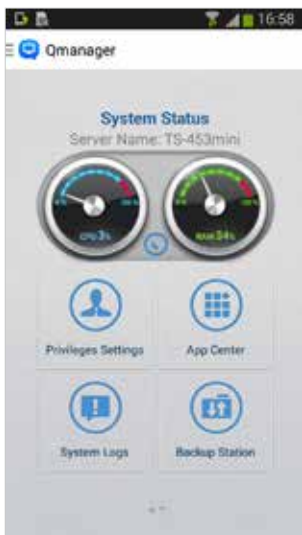 16:58
Qmanager
System Status
Server Name: TS-453mini
CPU 3%
RAM 34%
Privileges Settings
App Center
System Logs
Backup Station